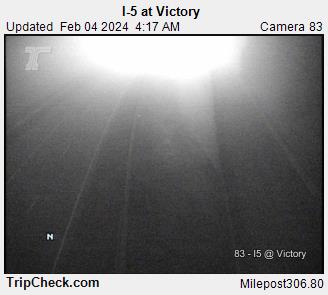 I-5 at Victory
Updated Feb 04 2024 4:17 AM Camera 83
T
N
83 - I5 @ Victory
TripCheck.com Milepost306.80